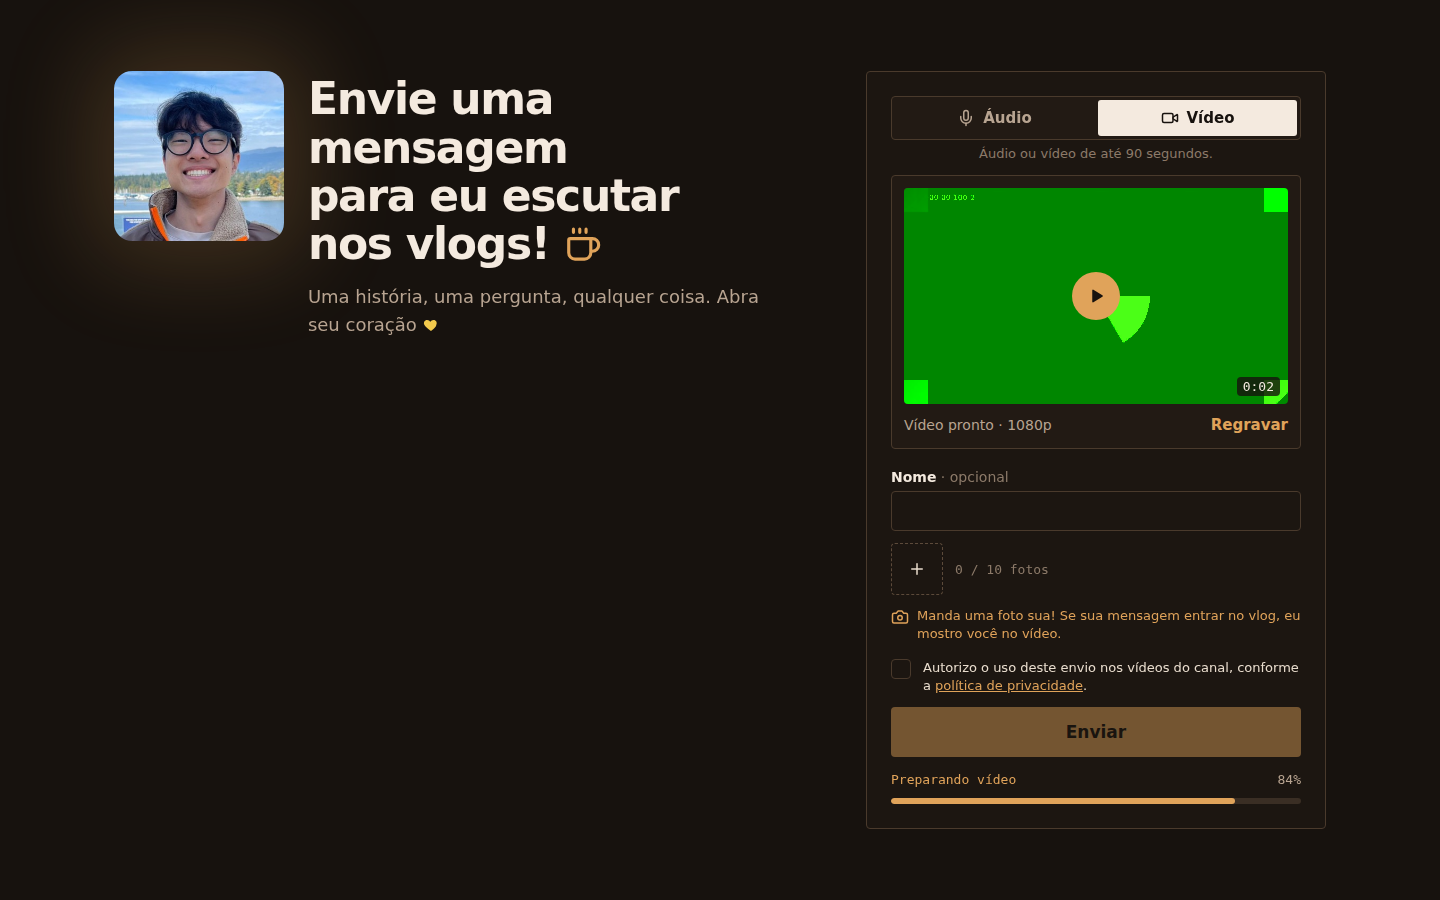 Envie uma
mensagem
para eu escutar
nos vlogs!
Uma história, uma pergunta, qualquer coisa. Abra
seu coração
Áudio
Vídeo
Áudio ou vídeo de até 90 segundos.
0:02
Vídeo pronto · 1080p
Regravar
Nome · opcional
0 / 10 fotos
Manda uma foto sua! Se sua mensagem entrar no vlog, eu
mostro você no vídeo.
Autorizo o uso deste envio nos vídeos do canal, conforme
a política de privacidade.
Enviar
Preparando vídeo
84%